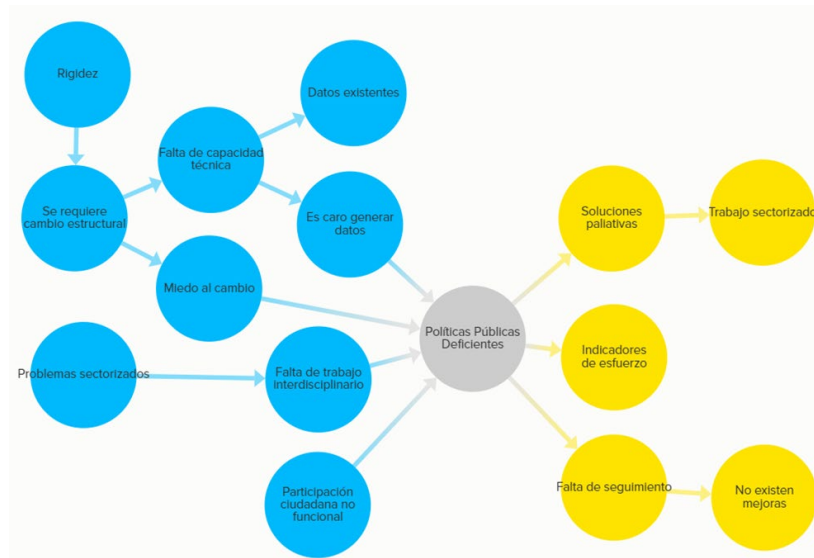 Rigidez
Datos existentes
Falta de capacidad
técnica
Se requiere
cambio estructural
Es caro generar
datos
Soluciones
paliativas
Trabajo sectorizado
Miedo al cambio
Políticas Públicas
Deficientes
Indicadores
de esfuerzo
Problemas sectorizados
Falta de trabajo
interdisciplinario
Participación
ciudadana no
funcional
Falta de seguimiento
No existen
mejoras